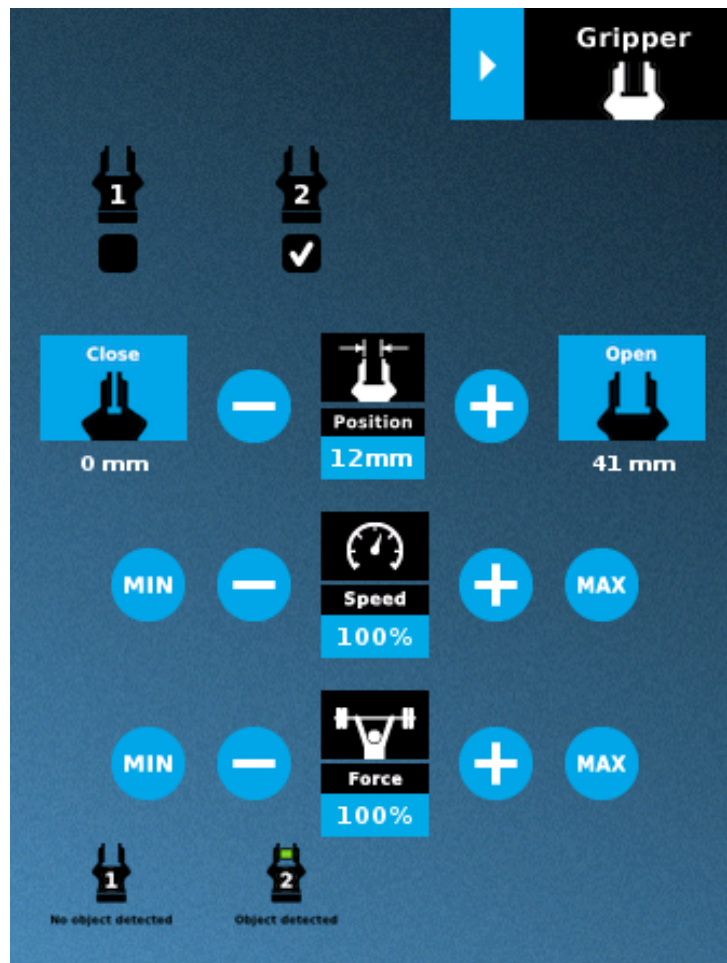 Gripper
1
2
Close
Open
Position
0 mm
12mm
41 mm
MIN
Speed
MAX
100%
MIN
Force
MAX
100%
1
2
No object detected
Object detected